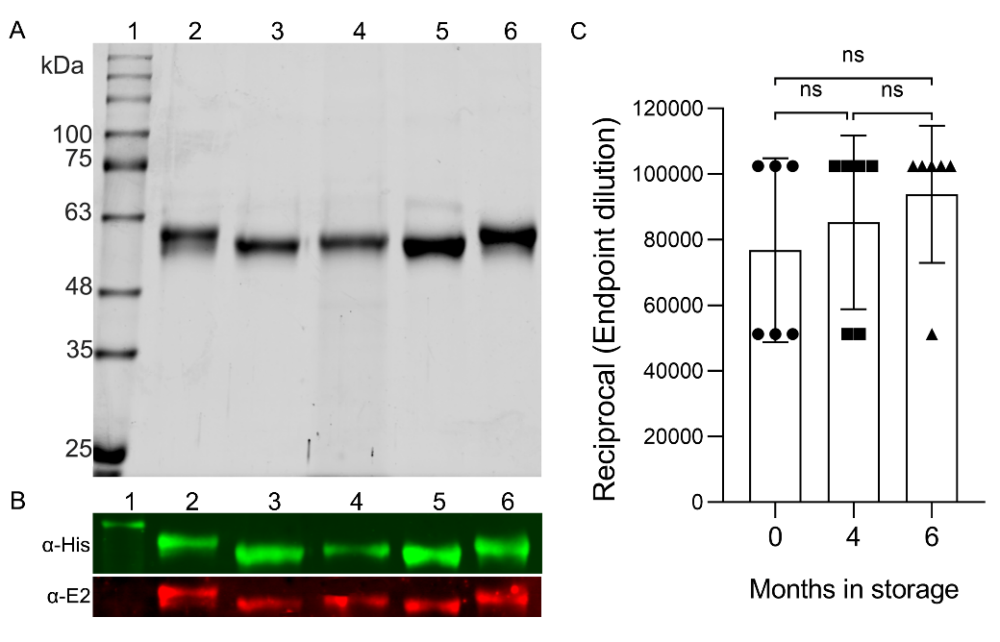 A
1 2 3 4 5 6
kDa
100
75
63
48
35
25
B
1 2 3 4 5 6
α-His
α-E2
C
ns
ns ns
Reciprocal (Endpoint dilution)
120000
100000
80000
60000
40000
20000
0
0 4 6
Months in storage